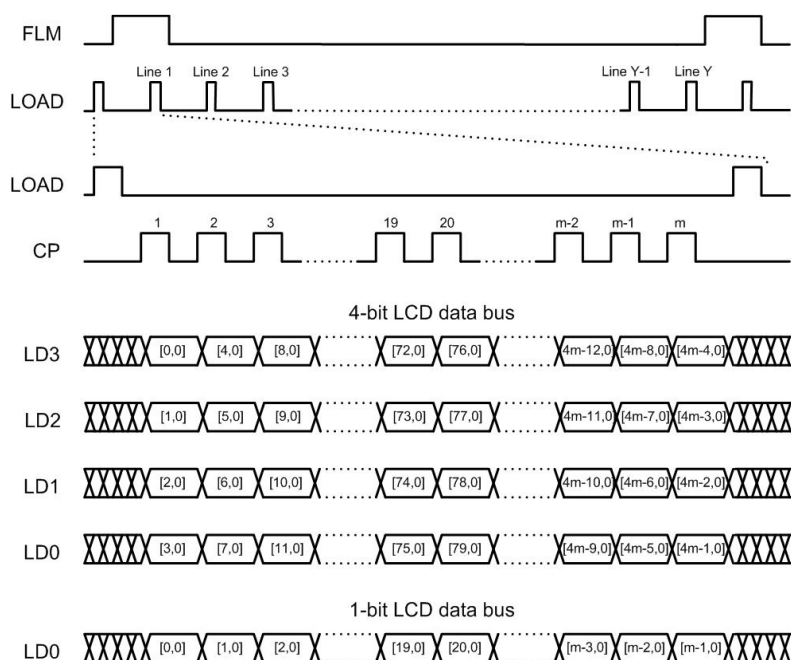 FLM
Line 1 Line 2 Line 3 Line Y-1 Line Y
LOAD
LOAD
1 2 3 19 20 m-2 m-1 m
CP
4-bit LCD data bus
LD3 [0,0] [4,0] [8,0] [72,0] [76,0] 4m-12,0 [4m-8,0] [4m-4,0]
LD2 [1,0] [5,0] [9,0] [73,0] [77,0] 4m-11,0 [4m-7,0] [4m-3,0]
LD1 [2,0] [6,0] [10,0] [74,0] [78,0] 4m-10,0 [4m-6,0] [4m-2,0]
LD0 [3,0] [7,0] [11,0] [75,0] [79,0] [4m-9,0] [4m-5,0] [4m-1,0]
1-bit LCD data bus
LD0 [0,0] [1,0] [2,0] [19,0] [20,0] [m-3,0] [m-2,0] [m-1,0]